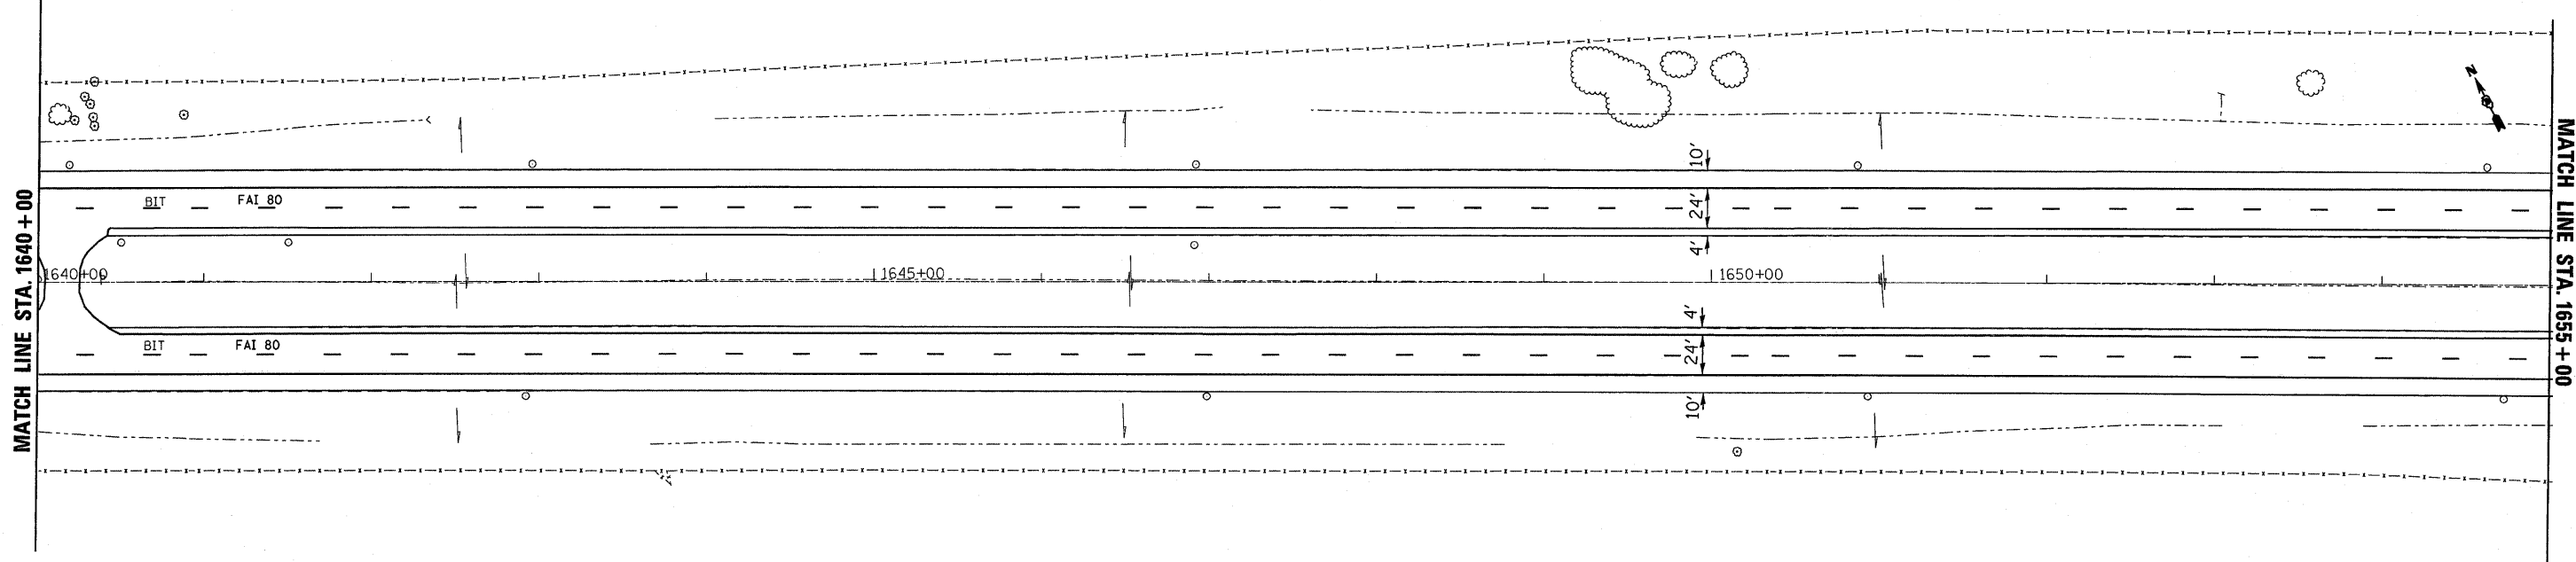 MATCH LINE STA. 1640+00
BIT
FAI 80
10'
24'
4'
N
1640+00
1645+00
1650+00
4'
BIT
FAI 80
24'
10'
MATCH LINE STA. 1655+00